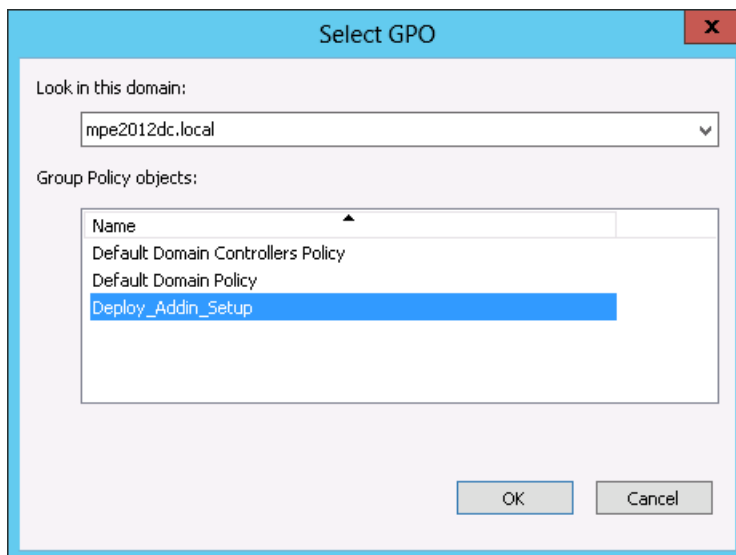 Select GPO
x
Look in this domain:
mpe2012dc.local
Group Policy objects:
Name
Default Domain Controllers Policy
Default Domain Policy
Deploy_Addin_Setup
OK Cancel